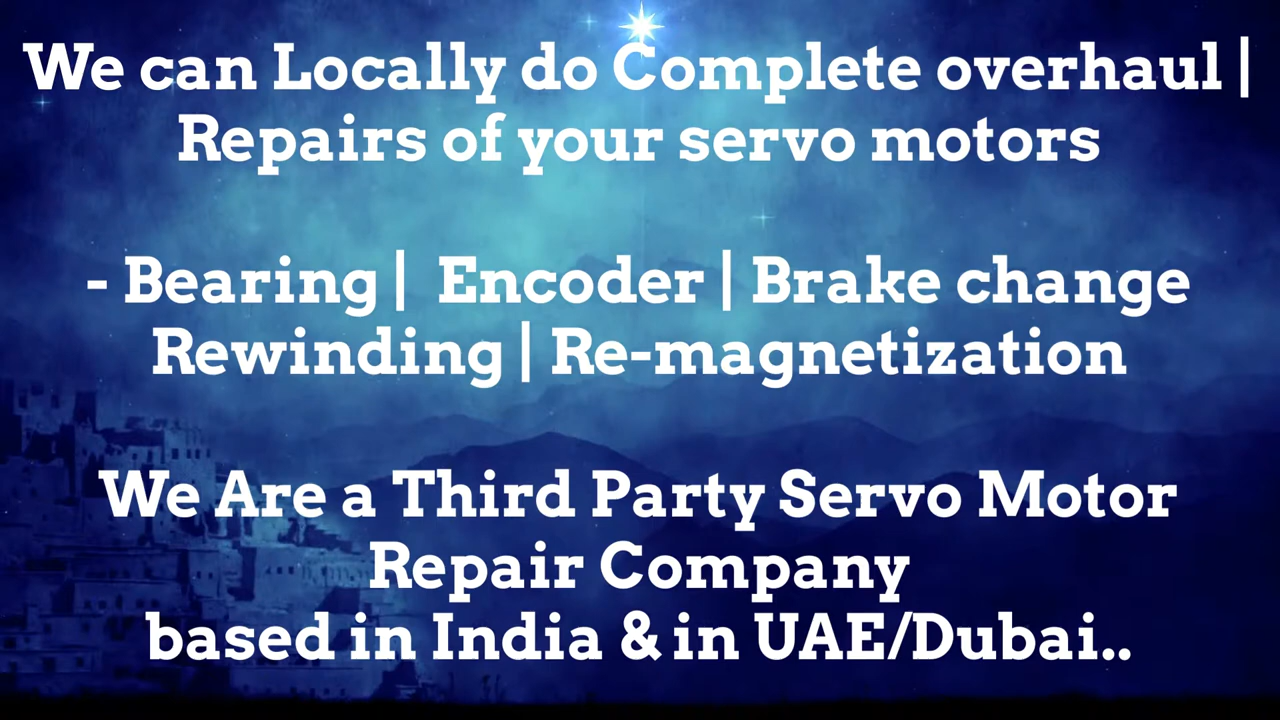 We can Locally do Complete overhaul |
Repairs of your servo motors
- Bearing | Encoder | Brake change
Rewinding | Re-magnetization
We Are a Third Party Servo Motor
Repair Company
based in India & in UAE/Dubai..